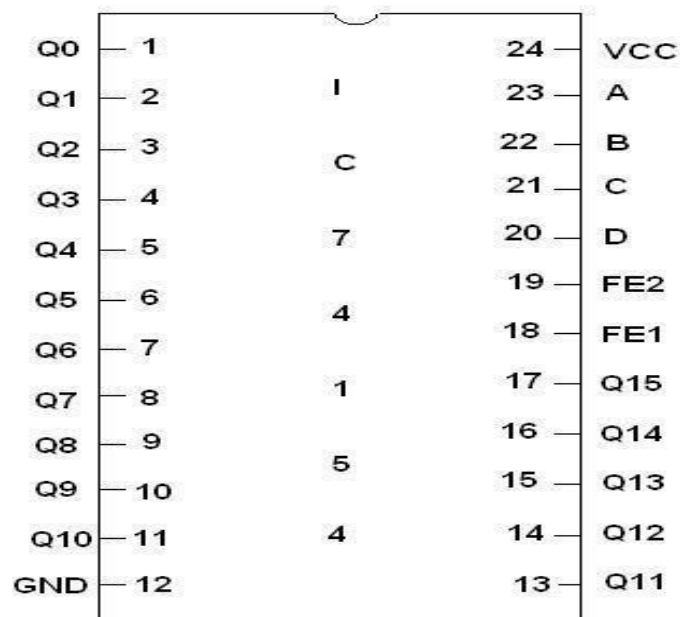 Q0 1 24 VCC
I
Q1 2 23 A
Q2 3 22 B
C
Q3 4 21 C
7
Q4 5 20 D
Q5 6 19 FE2
4
Q6 7 18 FE1
Q7 8 17 Q15
1
Q8 9 16 Q14
5
Q9 10 15 Q13
Q10 11 4 14 Q12
GND 12 13 Q11